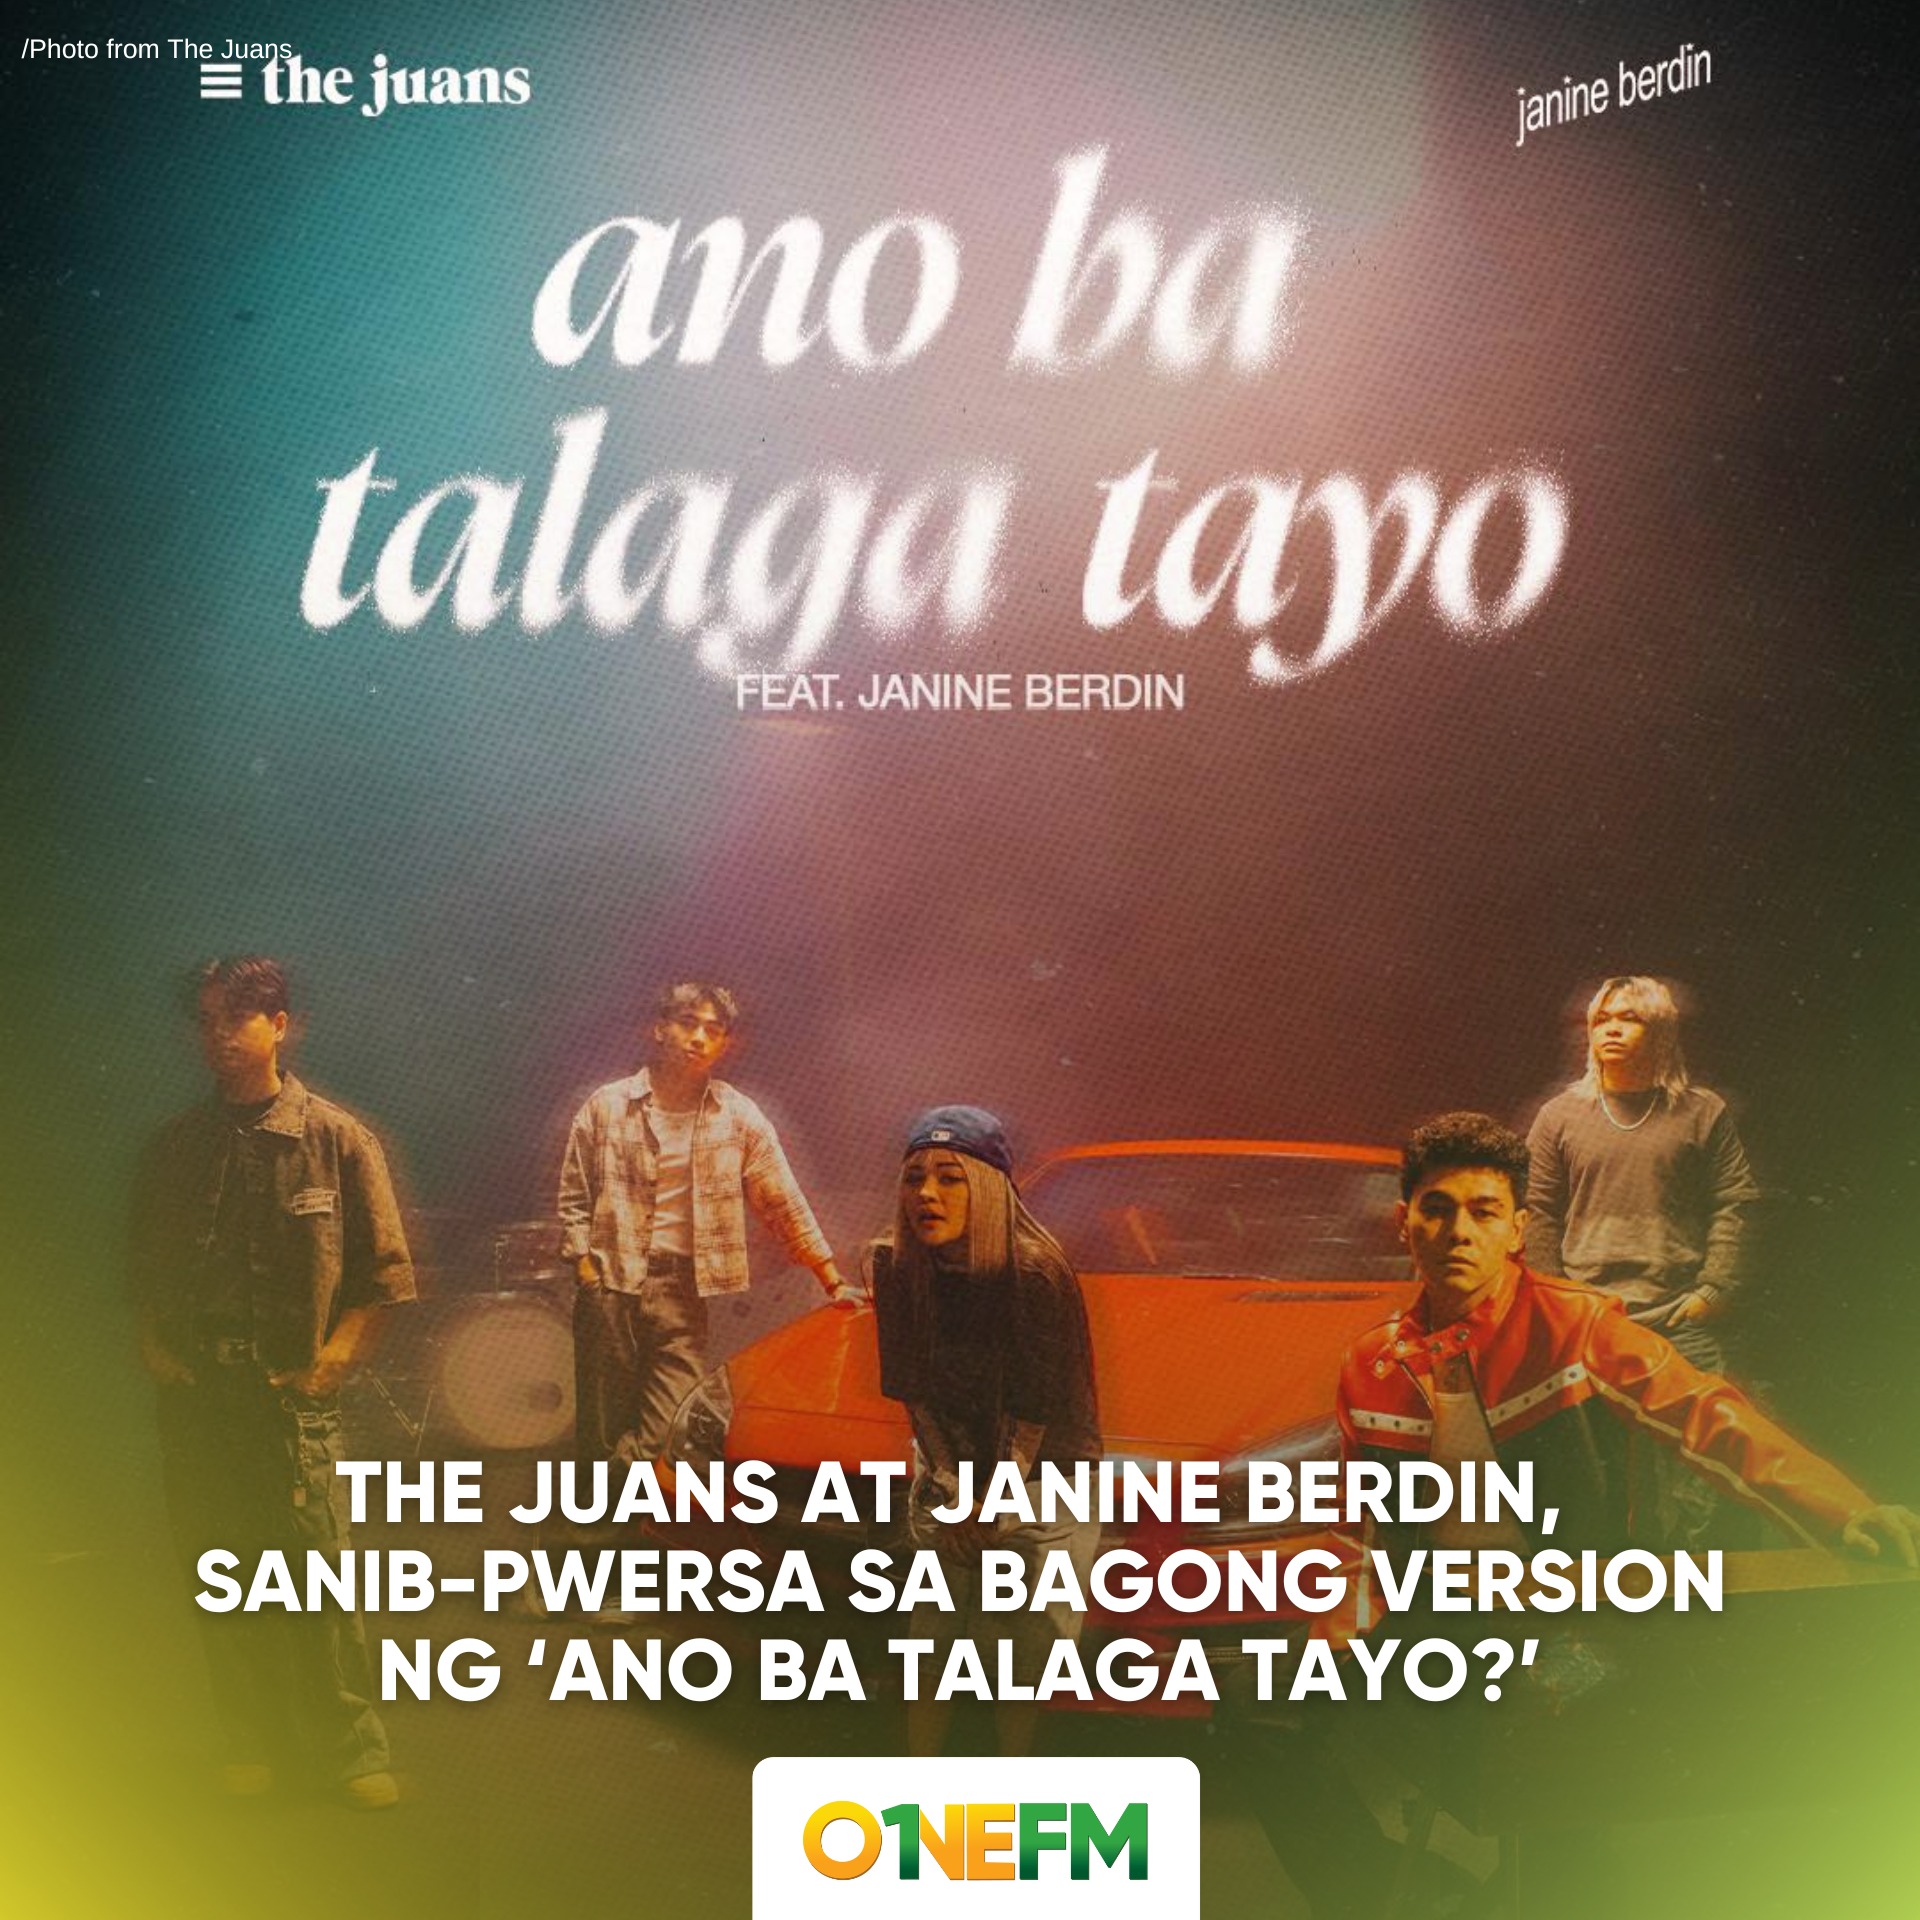 /Photo from The Juans
the juans
janine berdin
ano ba
talaga tayo
FEAT. JANINE BERDIN
THE JUANS AT JANINE BERDIN,
SANIB-PWERSA SA BAGONG VERSION
NG ‘ANO BA TALAGA TAYO?’
O1NEFM